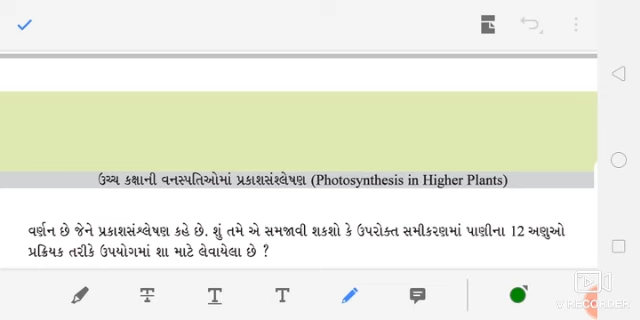 ઉચ્ચ કક્ષાની વનસ્પતિઓમાં પ્રકાશસંશ્લેષણ (Photosynthesis in Higher Plants)
વર્ણન છે જેને પ્રકાશસંશ્લેષણ કહે છે. શું તમે એ સમજાવી શકશો કે ઉપરોક્ત સમીકરણમાં પાણીના 12 અણુઓ
પ્રક્રિયક તરીકે ઉપયોગમાં શા માટે લેવાયેલા છે ?
T T T
V RECORDER